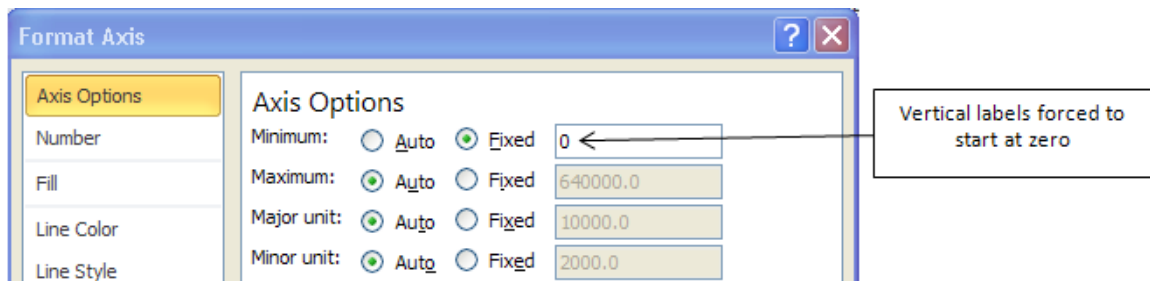 Format Axis
?
Axis Options
Number
Fill
Line Color
Line Style
Axis Options
Minimum: Auto Fixed 0
Maximum: Auto Fixed 640000.0
Major unit: Auto Fixed 10000.0
Minor unit: Auto Fixed 2000.0
Vertical labels forced to
start at zero